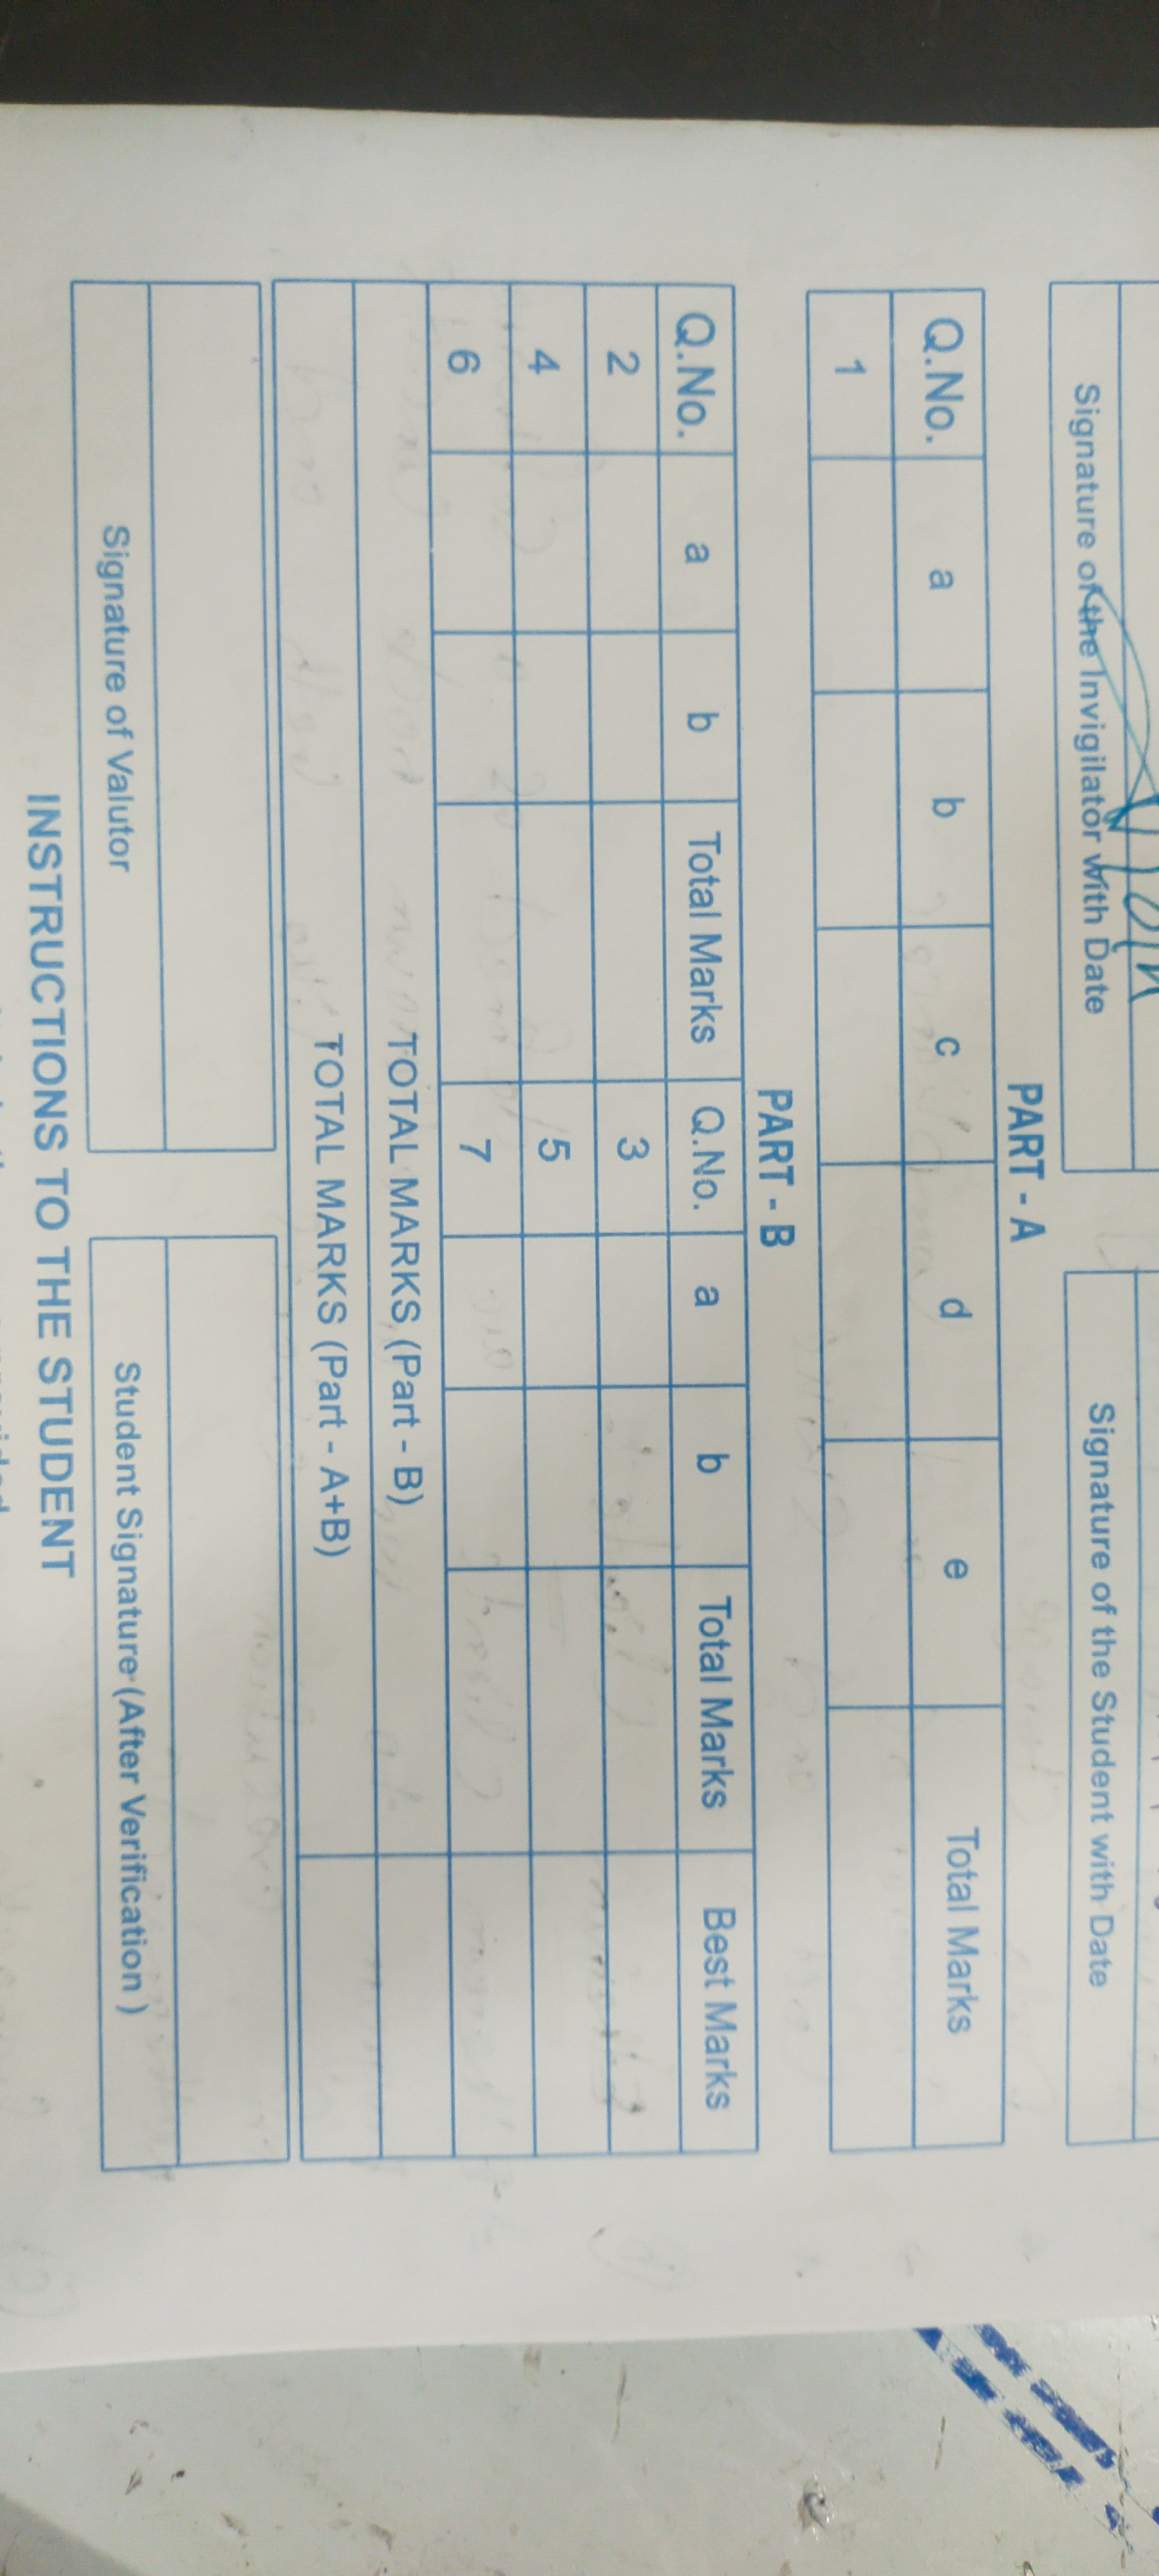 Signature of the Invigilator with Date Signature of the Student with Date
PART - A
Q.No. a b c d e Total Marks
1
PART - B
Q.No. a b Total Marks Q.No. a b Total Marks Best Marks
2 3
4 5
6 7
TOTAL MARKS (Part - B)
TOTAL MARKS (Part - A+B)
Signature of Valutor Student Signature (After Verification )
INSTRUCTIONS TO THE STUDENT